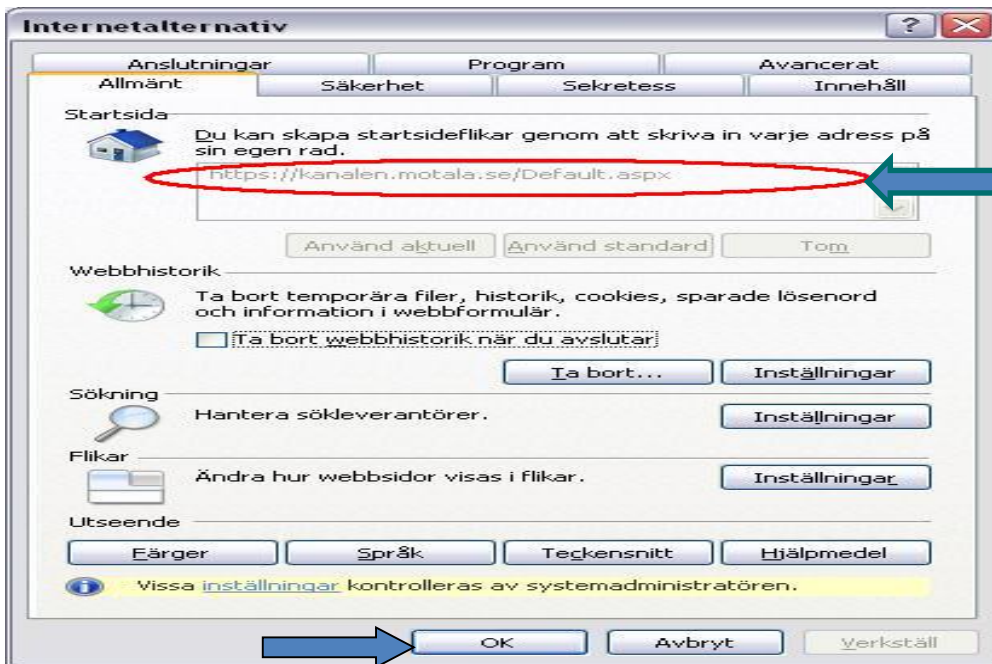 Internetalternativ
Anslutningar Program Avancerat
Allmänt Säkerhet Sekretess Innehåll
Startsida
Du kan skapa startsideflikar genom att skriva in varje adress på
sin egen rad.
https://kanalen.motala.se/Default.aspx
Använd aktuell Använd standard Tom
Webbhistorik
Ta bort temporära filer, historik, cookies, sparade lösenord
och information i webbformulär.
Ta bort webbhistorik när du avslutar
Ta bort... Inställningar
Sökning
Hantera sökleverantörer. Inställningar
Flikar
Ändra hur webbsidor visas i flikar. Inställningar
Utseende
Färger Språk Teckensnitt Hjälpmedel
Vissa inställningar kontrolleras av systemadministratören.
OK Avbryt Verkställ